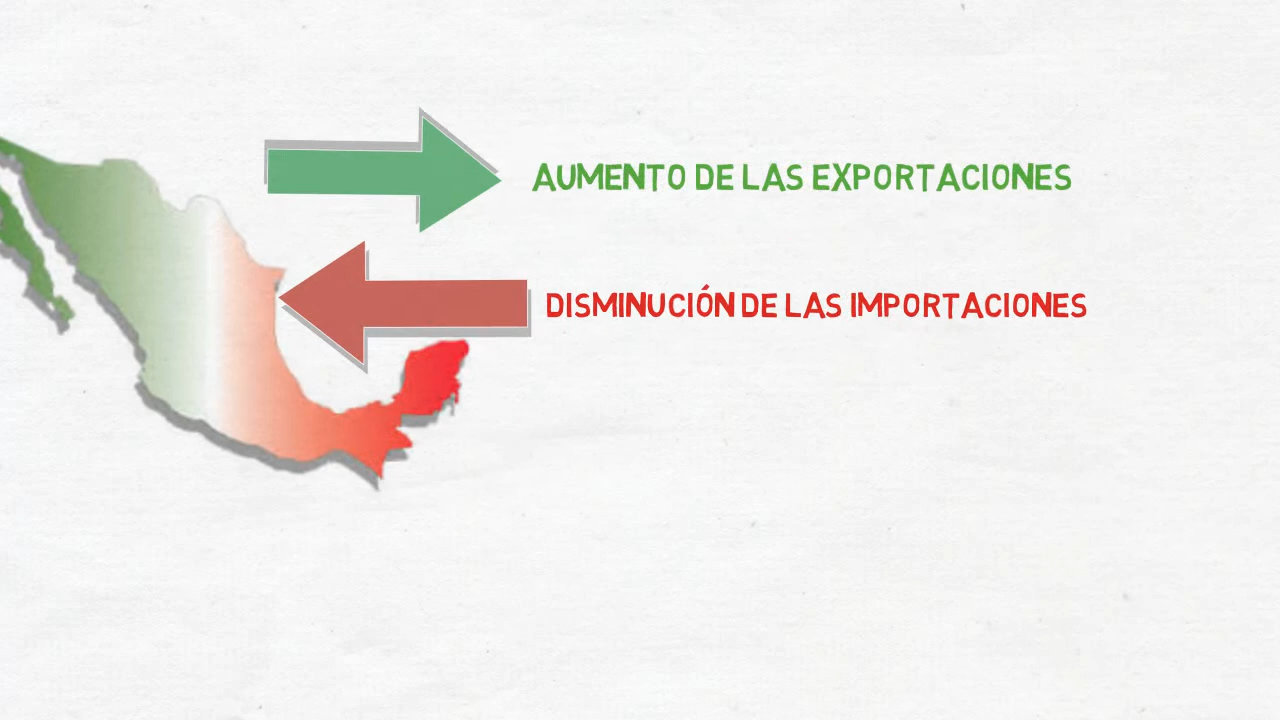 AUMENTO DE LAS EXPORTACIONES
DISMINUCIÓN DE LAS IMPORTACIONES